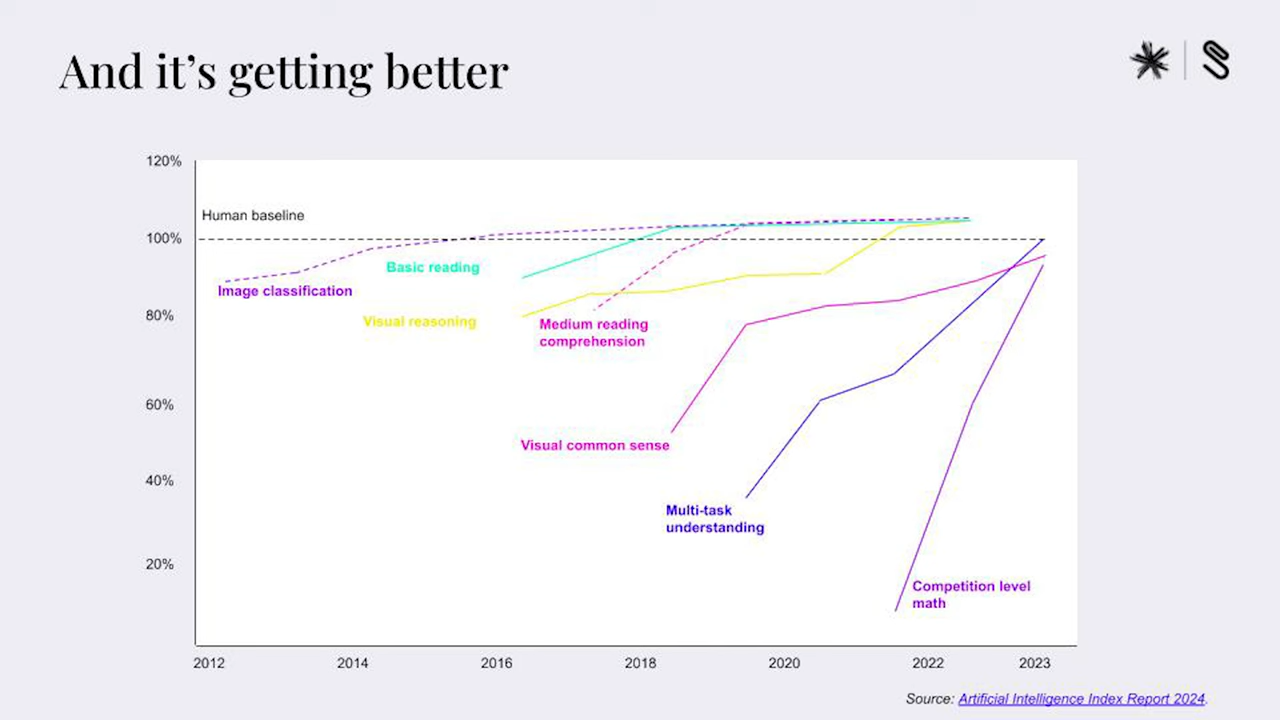 And it’s getting better
120%
Human baseline
100%
Basic reading
Image classification
80%
Visual reasoning
Medium reading
comprehension
60%
Visual common sense
40%
Multi-task
understanding
20%
Competition level
math
2012 2014 2016 2018 2020 2022 2023
Source: Artificial Intelligence Index Report 2024.